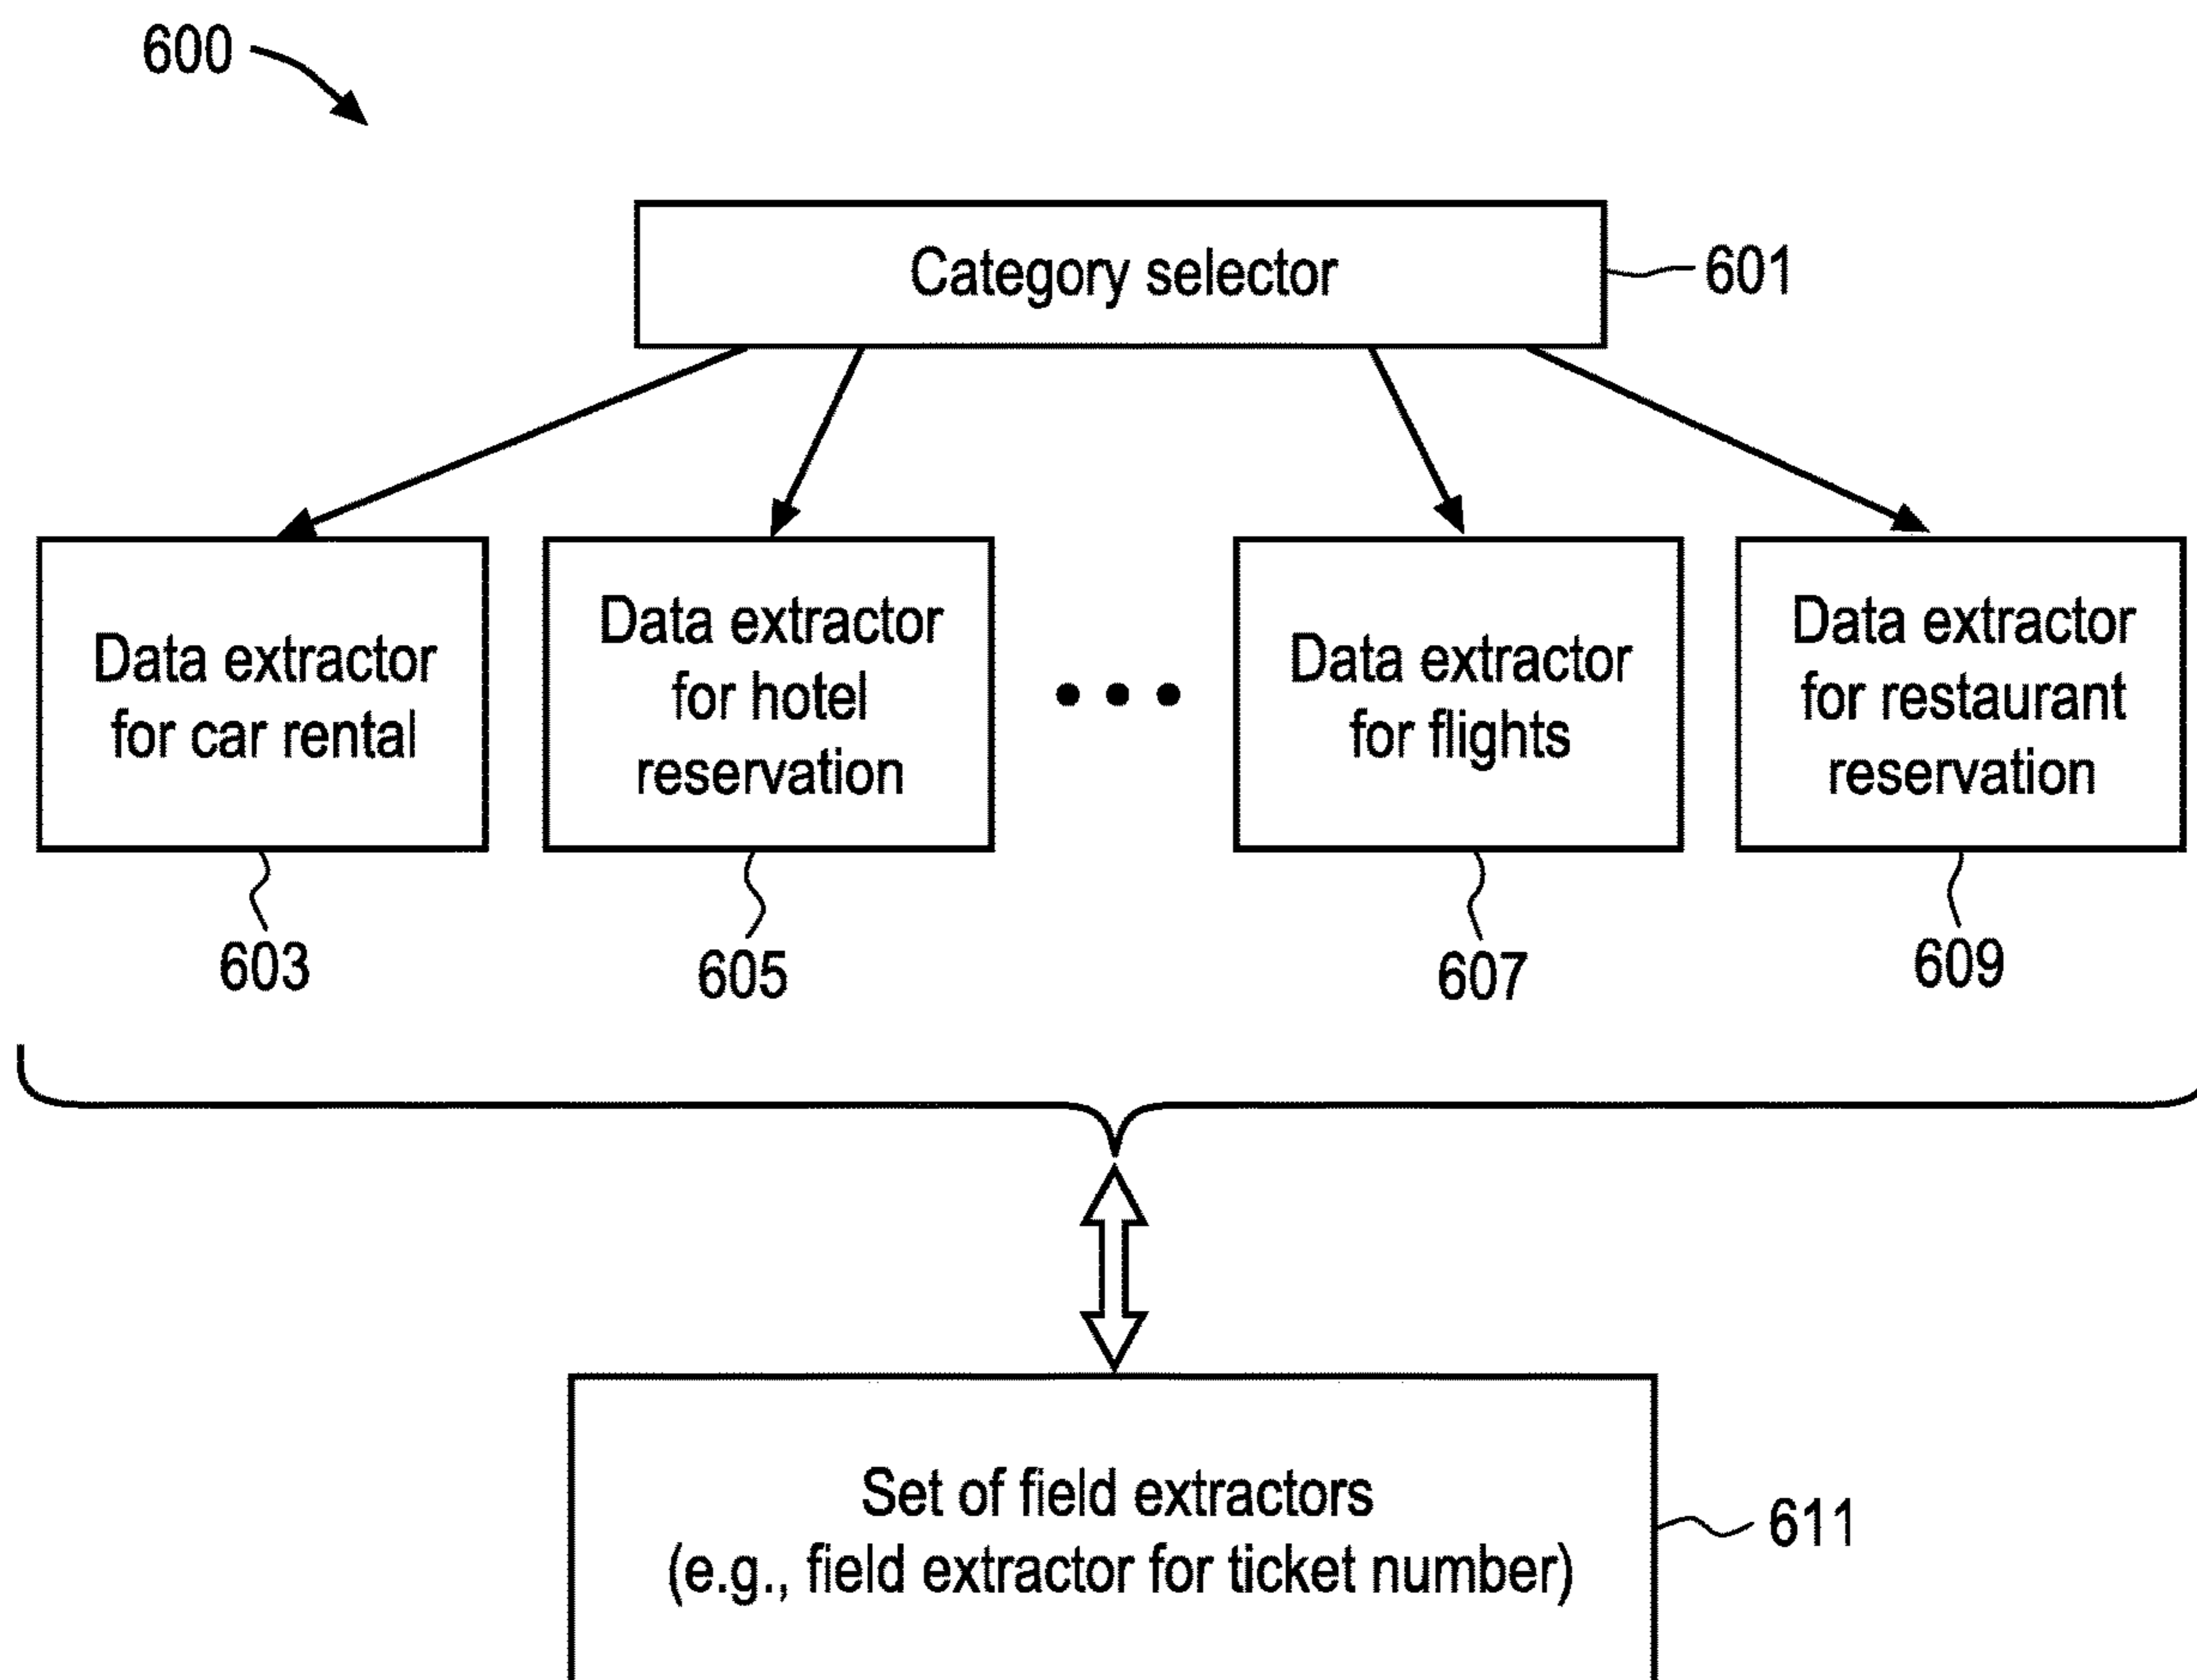 600
Category selector
601
Data extractor
for car rental
Data extractor
for hotel
reservation
Data extractor
for flights
Data extractor
for restaurant
reservation
603
605
607
609
Set of field extractors
(e.g., field extractor for ticket number)
611